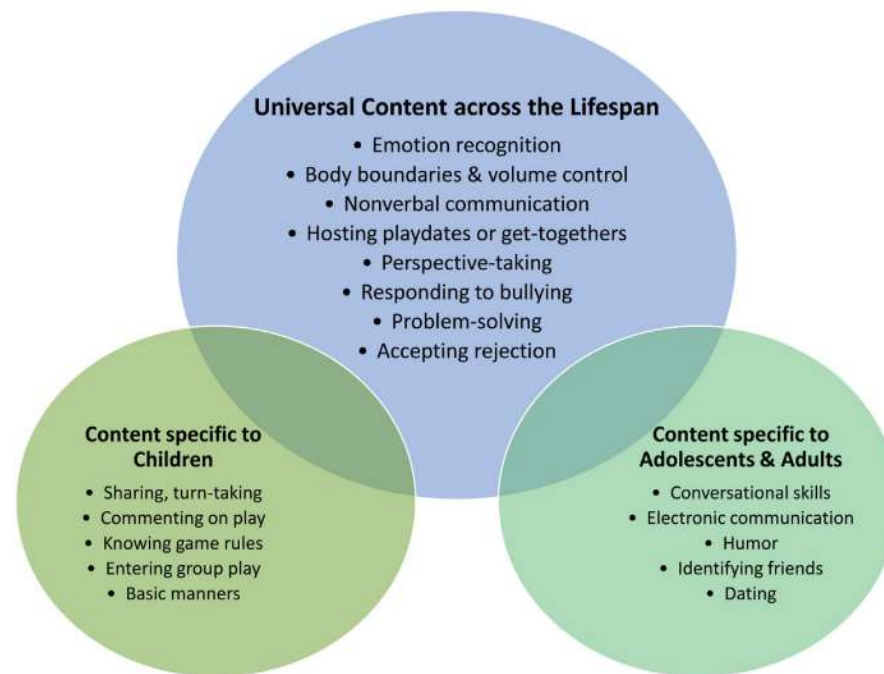 Universal Content across the Lifespan
• Emotion recognition
• Body boundaries & volume control
• Nonverbal communication
• Hosting playdates or get-togethers
• Perspective-taking
• Responding to bullying
• Problem-solving
• Accepting rejection
Content specific to
Children
• Sharing, turn-taking
• Commenting on play
• Knowing game rules
• Entering group play
• Basic manners
Content specific to
Adolescents & Adults
• Conversational skills
• Electronic communication
• Humor
• Identifying friends
• Dating